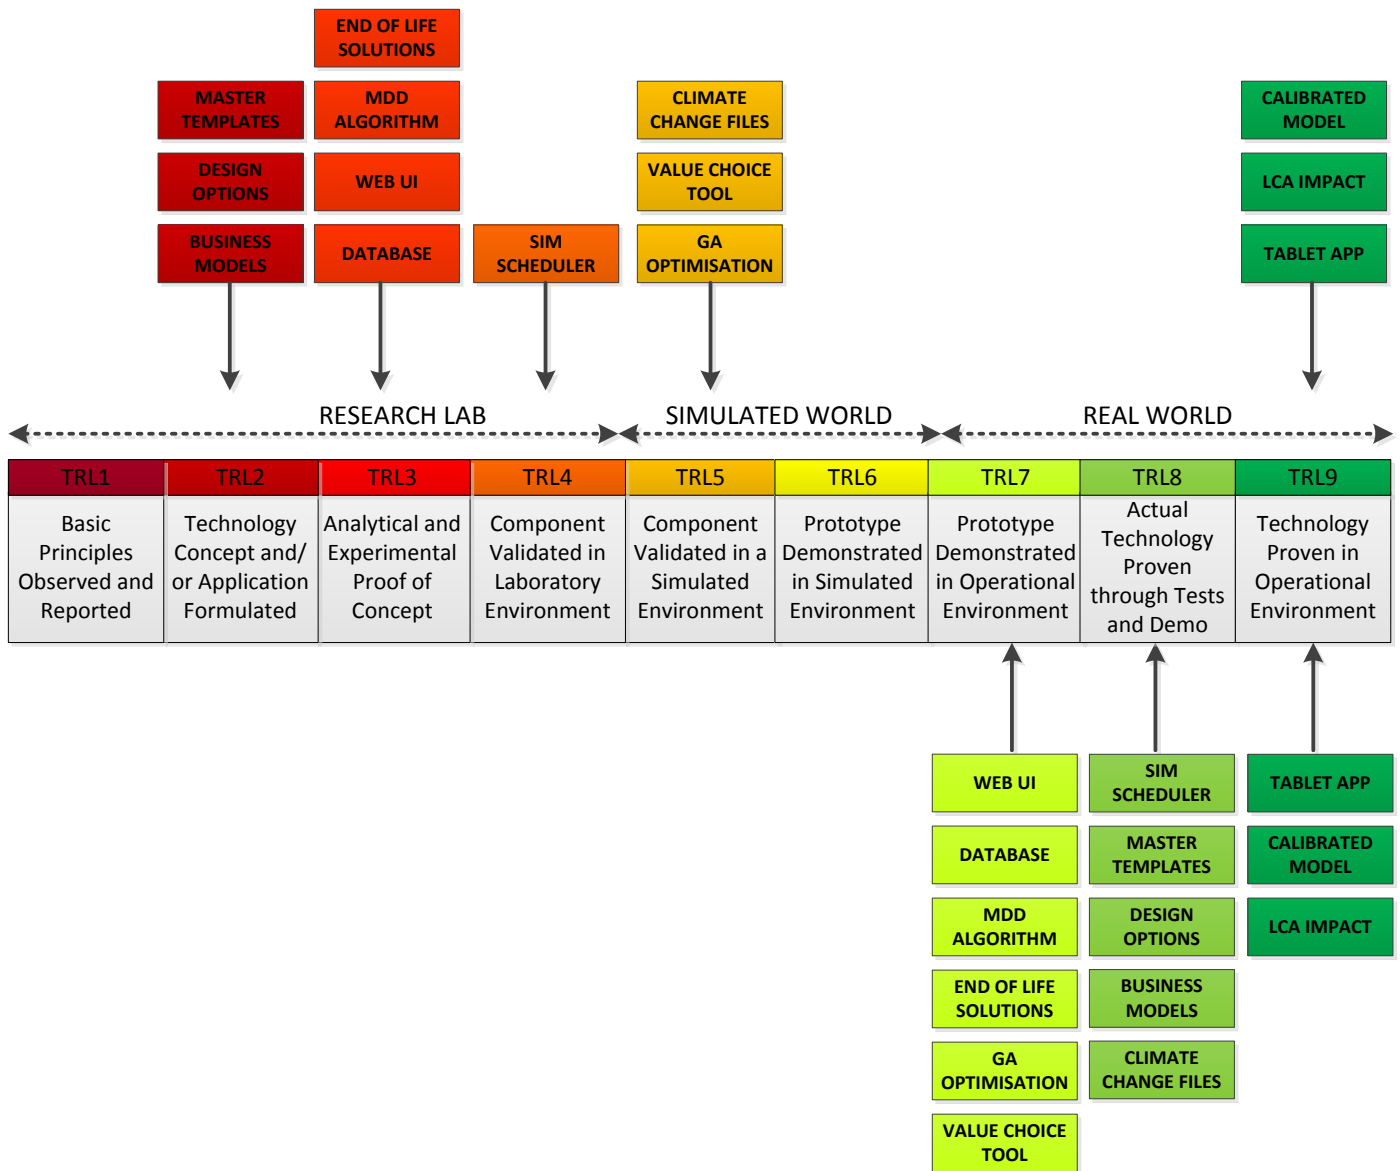 END OF LIFE
SOLUTIONS
MASTER
TEMPLATES
MDD
ALGORITHM
CLIMATE
CHANGE FILES
CALIBRATED
MODEL
DESIGN
OPTIONS
WEB UI
VALUE CHOICE
TOOL
LCA IMPACT
BUSINESS
MODELS
DATABASE
SIM
SCHEDULER
GA
OPTIMISATION
TABLET APP
RESEARCH LAB
SIMULATED WORLD
REAL WORLD
TRL1
TRL2
TRL3
TRL4
TRL5
TRL6
TRL7
TRL8
TRL9
Basic
Principles
Observed and
Reported
Technology
Concept and/
or Application
Formulated
Analytical and
Experimental
Proof of
Concept
Component
Validated in
Laboratory
Environment
Component
Validated in a
Simulated
Environment
Prototype
Demonstrated
in Simulated
Environment
Prototype
Demonstrated
in Operational
Environment
Actual
Technology
Proven
through Tests
and Demo
Technology
Proven in
Operational
Environment
WEB UI
SIM
SCHEDULER
TABLET APP
DATABASE
MASTER
TEMPLATES
CALIBRATED
MODEL
MDD
ALGORITHM
DESIGN
OPTIONS
LCA IMPACT
END OF LIFE
SOLUTIONS
BUSINESS
MODELS
GA
OPTIMISATION
CLIMATE
CHANGE FILES
VALUE CHOICE
TOOL